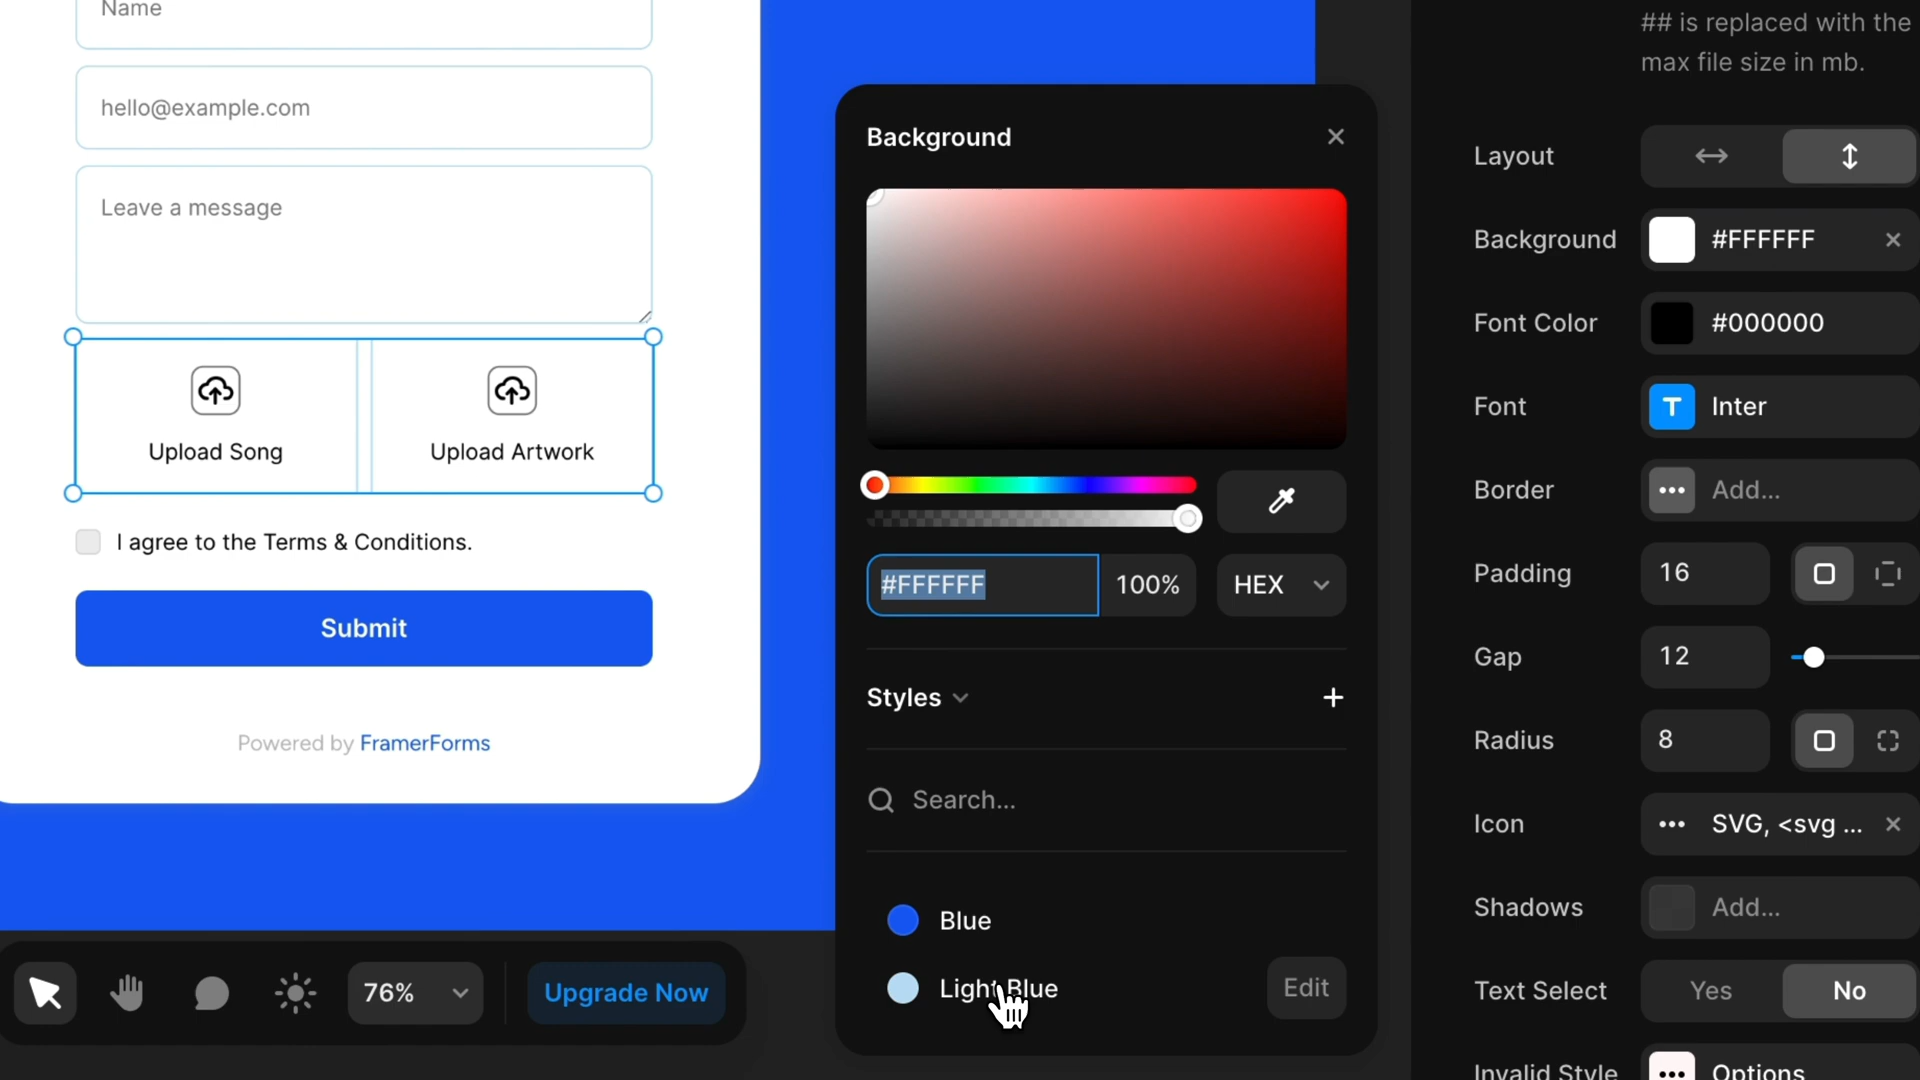 Name
hello@example.com
Leave a message
Upload Song
Upload Artwork
I agree to the Terms & Conditions.
Submit
Powered by FramerForms
76%
Upgrade Now
Background
#FFFFFF
100%
HEX
Styles
Search...
Blue
Light Blue
Edit
## is replaced with the
max file size in mb.
Layout
Background
#FFFFFF
Font Color
#000000
Font
T
Inter
Border
Add...
Padding
16
Gap
12
Radius
8
Icon
SVG, <svg ...
Shadows
Add...
Text Select
Yes
No
Invalid Style
Options